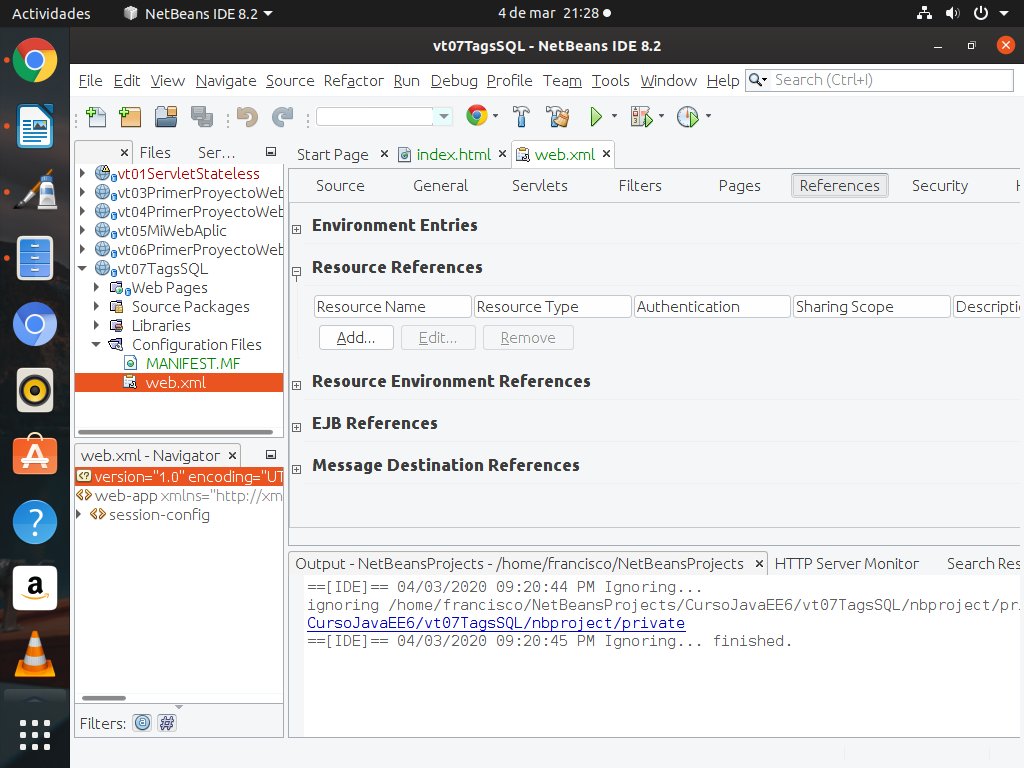 Actividades
NetBeans IDE 8.2
4 de mar 21:28
vt07TagsSQL - NetBeans IDE 8.2
File Edit View Navigate Source Refactor Run Debug Profile Team Tools Window Help
Search (Ctrl+I)
Files Ser...
Start Page index.html web.xml
Source General Servlets Filters Pages References Security
vt01ServletStateless
vt03PrimerProyectoWeb
vt04PrimerProyectoWeb
vt05MiWebAplic
vt06PrimerProyectoWeb
vt07TagsSQL
Web Pages
Source Packages
Libraries
Configuration Files
MANIFEST.MF
web.xml
Environment Entries
Resource References
Resource Name Resource Type Authentication Sharing Scope Descripti
Add... Edit... Remove
Resource Environment References
EJB References
Message Destination References
web.xml - Navigator
version="1.0" encoding="UT
web-app xmlns="http://xm
session-config
Filters:
Output - NetBeansProjects - /home/francisco/NetBeansProjects
HTTP Server Monitor
Search Res
==[IDE]== 04/03/2020 09:20:44 PM Ignoring...
ignoring /home/francisco/NetBeansProjects/CursoJavaEE6/vt07TagsSQL/nbproject/pri
CursoJavaEE6/vt07TagsSQL/nbproject/private
==[IDE]== 04/03/2020 09:20:45 PM Ignoring... finished.